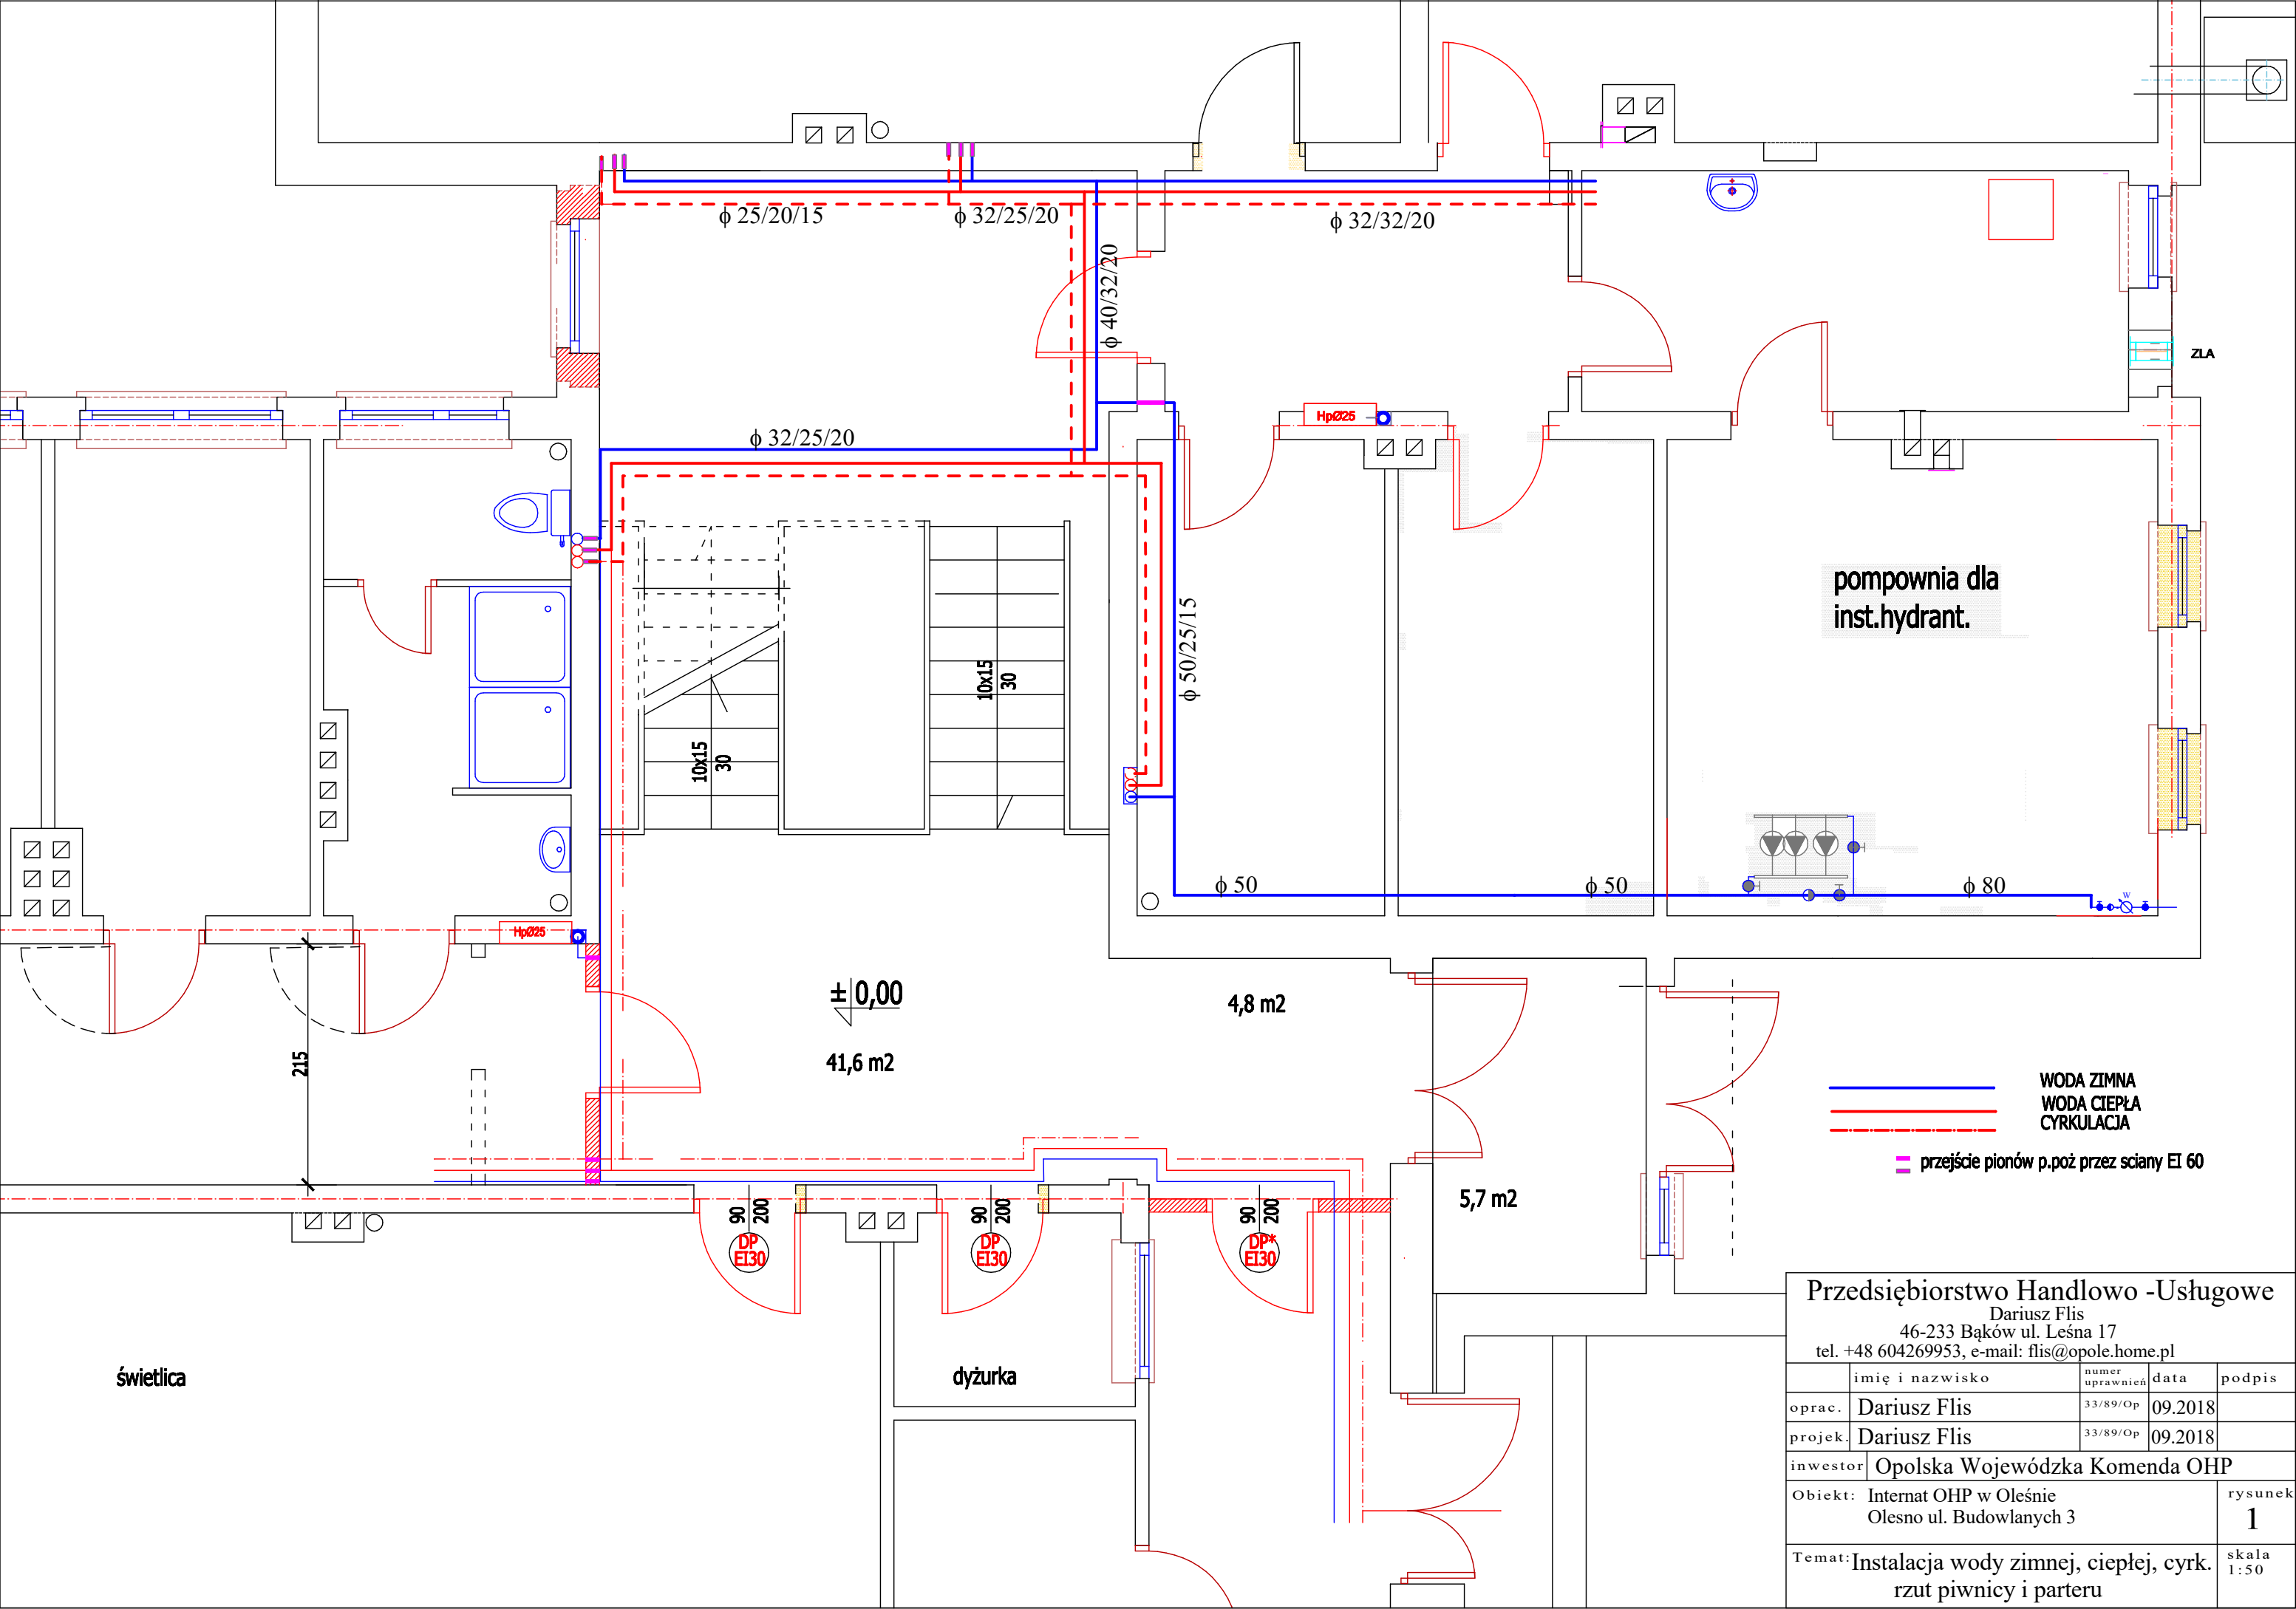 ϕ 25/20/15
ϕ 32/25/20
ϕ 32/32/20
ϕ 40/32/20
ZLA
HpØ25
ϕ 32/25/20
pompownia dla
inst.hydrant.
ϕ 50/25/15
10x15
30
10x15
30
ϕ 50
ϕ 50
ϕ 80
W
HpØ25
± 0,00
4,8 m2
41,6 m2
215
WODA ZIMNA
WODA CIEPŁA
CYRKULACJA
przejście pionów p.poż przez sciany EI 60
5,7 m2
90
200
DP
EI30
90
200
DP
EI30
90
200
DP*
EI30
świetlica
dyżurka
Przedsiębiorstwo Handlowo -Usługowe
Dariusz Flis
46-233 Bąków ul. Leśna 17
tel. +48 604269953, e-mail: flis@opole.home.pl
imię i nazwisko numer uprawnień data podpis
oprac. Dariusz Flis 33/89/Op 09.2018
projek. Dariusz Flis 33/89/Op 09.2018
inwestor Opolska Wojewódzka Komenda OHP
Obiekt: Internat OHP w Oleśnie
Olesno ul. Budowlanych 3
rysunek
1
Temat: Instalacja wody zimnej, ciepłej, cyrk.
rzut piwnicy i parteru
skala
1:50